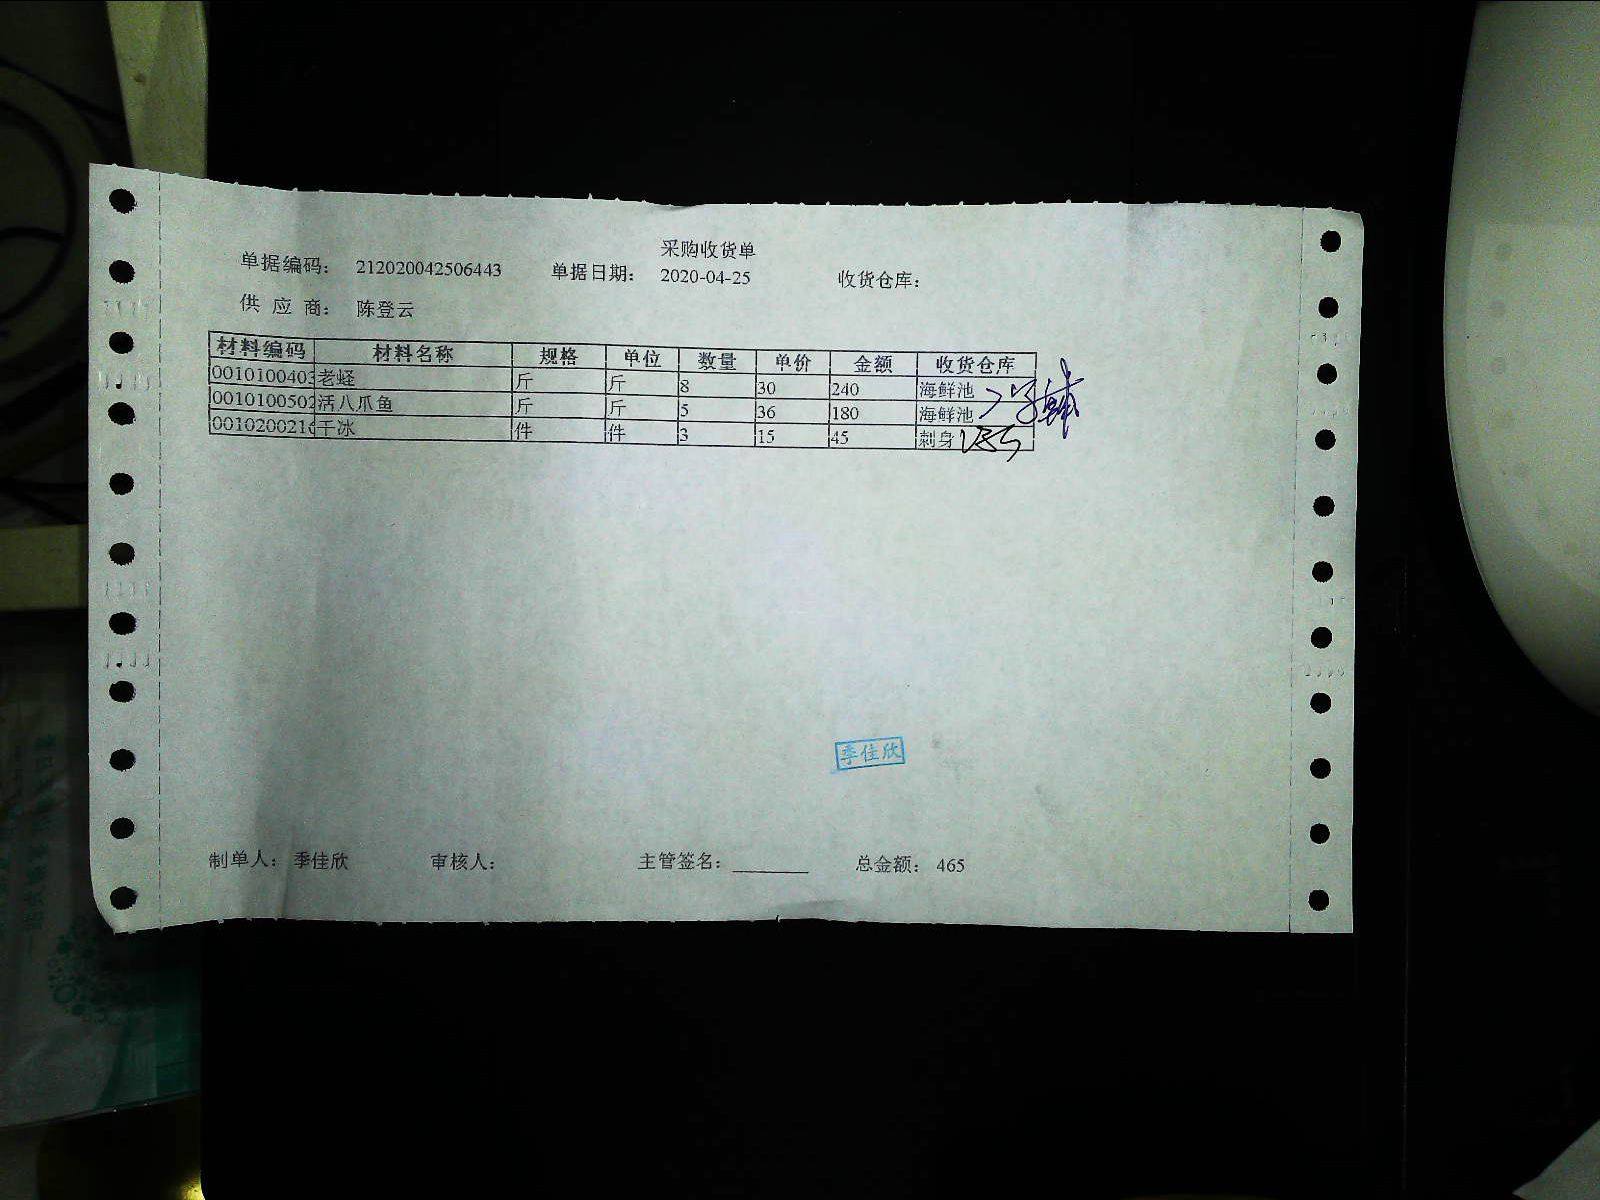 采购收货单
单据编码： 212020042506443 单据日期： 2020-04-25 收货仓库：
供 应 商： 陈登云
材料编码 材料名称 规格 单位 数量 单价 金额 收货仓库
0010100403 老蛏 斤 斤 8 30 240 海鲜池
0010100502 活八爪鱼 斤 斤 5 36 180 海鲜池
001020021 干冰 件 件 3 15 45 刺身
季佳欣
制单人： 季佳欣 审核人： 主管签名： ________ 总金额： 465